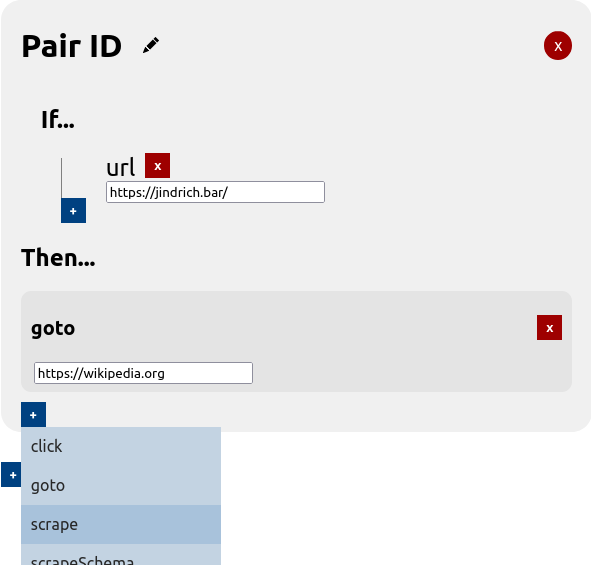 Pair ID
x
If...
url x
https://jindrich.bar/
+
Then...
goto x
https://wikipedia.org
+
click
+
goto
scrape
scrapeSchema